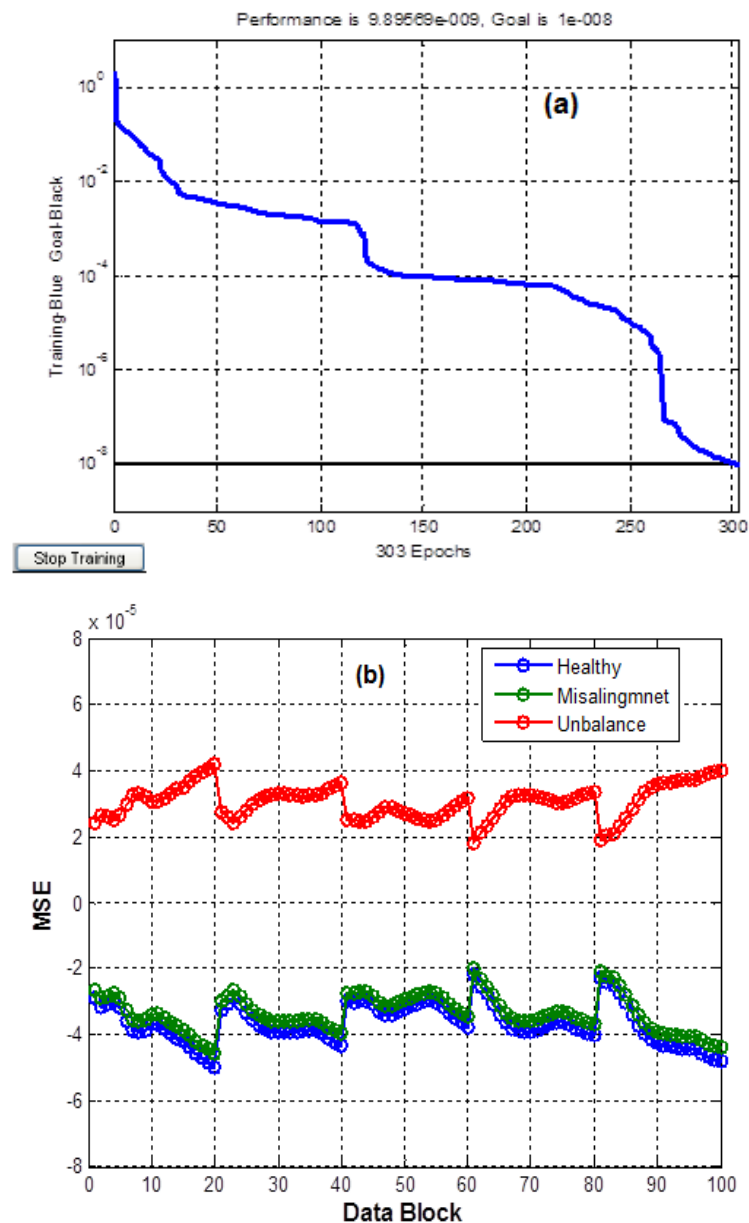 Performance is 9.89569e-009, Goal is 1e-008
(a)
Training-Blue Goal-Black
10^0
10^-2
10^-4
10^-6
10^-8
0 50 100 150 200 250 300
303 Epochs
Stop Training
x 10^-5
(b)
Healthy
Misalingmnet
Unbalance
MSE
8
6
4
2
0
-2
-4
-6
-8
0 10 20 30 40 50 60 70 80 90 100
Data Block